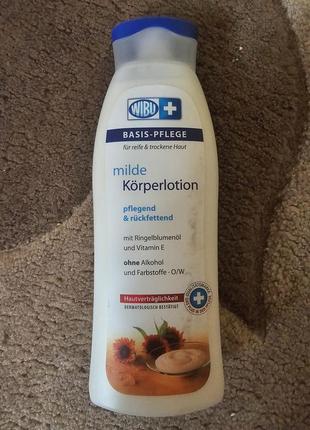 WIBU +
BASIS-PFLEGE
für reife & trockene Haut
milde
Körperlotion
pflegend
& rückfettend
mit Ringelblumenöl
und Vitamin E
ohne Alkohol
und Farbstoffe · O/W
Hautverträglichkeit
DERMATOLOGISCH BESTÄTIGT